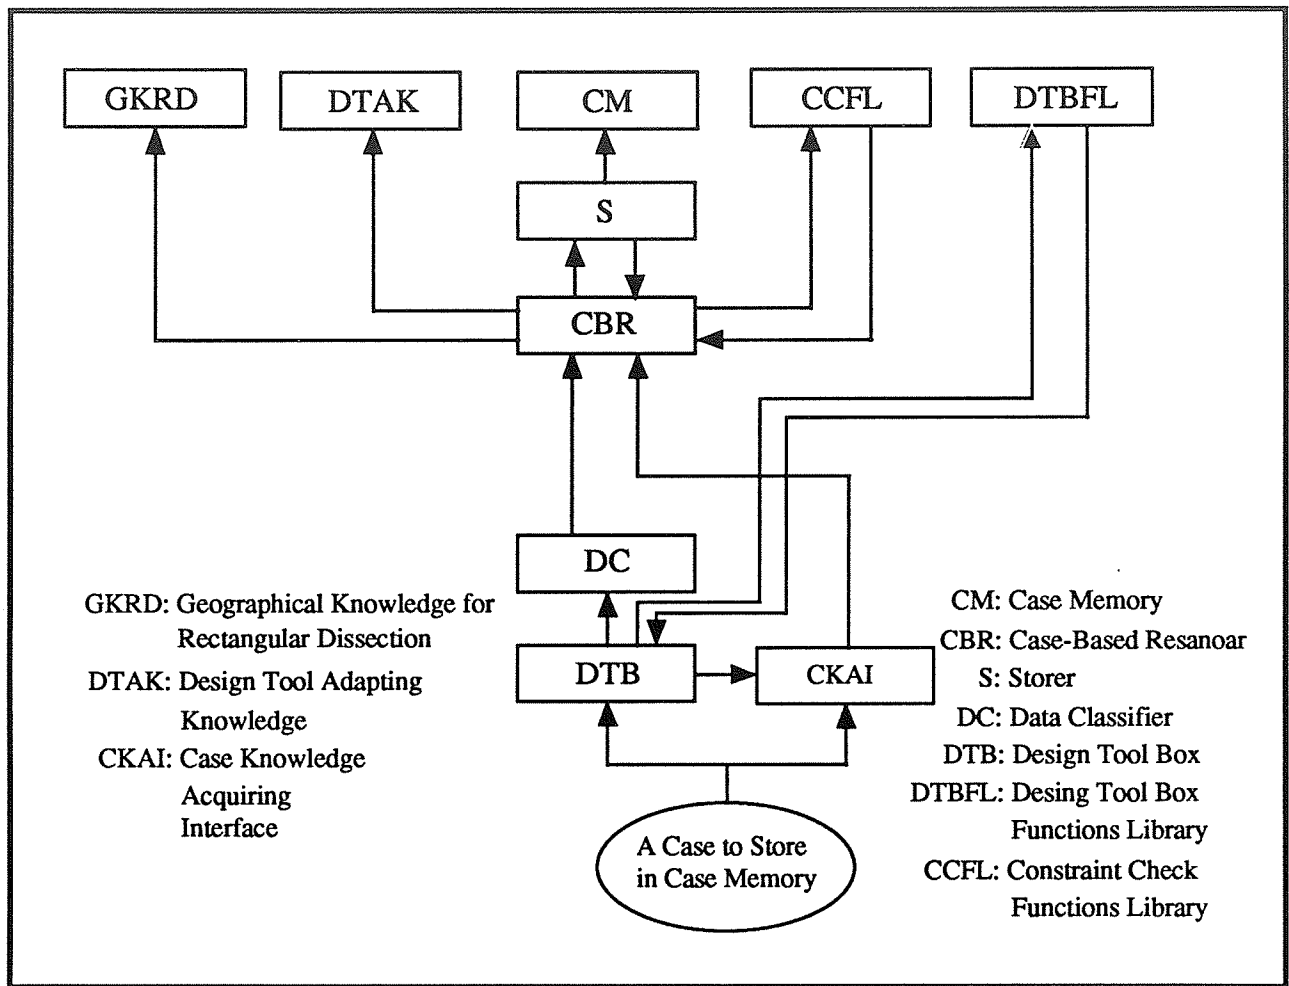 GKRD
DTAK
CM
CCFL
DTBFL
S
CBR
DC
DTB
CKAI
A Case to Store
in Case Memory
GKRD: Geographical Knowledge for
Rectangular Dissection
DTAK: Design Tool Adapting
Knowledge
CKAI: Case Knowledge
Acquiring
Interface
CM: Case Memory
CBR: Case-Based Resanoar
S: Storer
DC: Data Classifier
DTB: Design Tool Box
DTBFL: Desing Tool Box
Functions Library
CCFL: Constraint Check
Functions Library